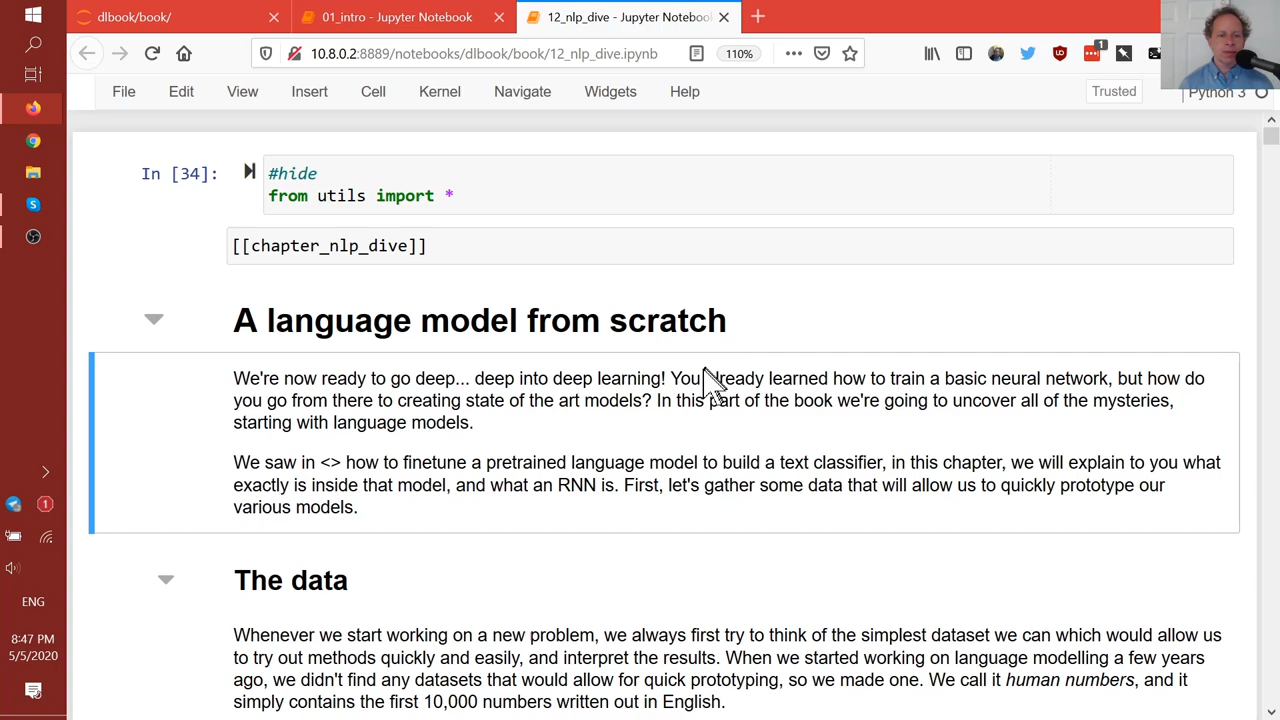 dlbook/book/
01_intro - Jupyter Notebook
12_nlp_dive - Jupyter Notebook
10.8.0.2:8889/notebooks/dlbook/book/12_nlp_dive.ipynb
110%
1
File Edit View Insert Cell Kernel Navigate Widgets Help
Trusted
Python 3
In [34]:
#hide
from utils import *
[[chapter_nlp_dive]]
A language model from scratch
We're now ready to go deep... deep into deep learning! You already learned how to train a basic neural network, but how do
you go from there to creating state of the art models? In this part of the book we're going to uncover all of the mysteries,
starting with language models.
We saw in <> how to finetune a pretrained language model to build a text classifier, in this chapter, we will explain to you what
exactly is inside that model, and what an RNN is. First, let's gather some data that will allow us to quickly prototype our
various models.
The data
Whenever we start working on a new problem, we always first try to think of the simplest dataset we can which would allow us
to try out methods quickly and easily, and interpret the results. When we started working on language modelling a few years
ago, we didn't find any datasets that would allow for quick prototyping, so we made one. We call it human numbers, and it
simply contains the first 10,000 numbers written out in English.
1
ENG
8:47 PM
5/5/2020